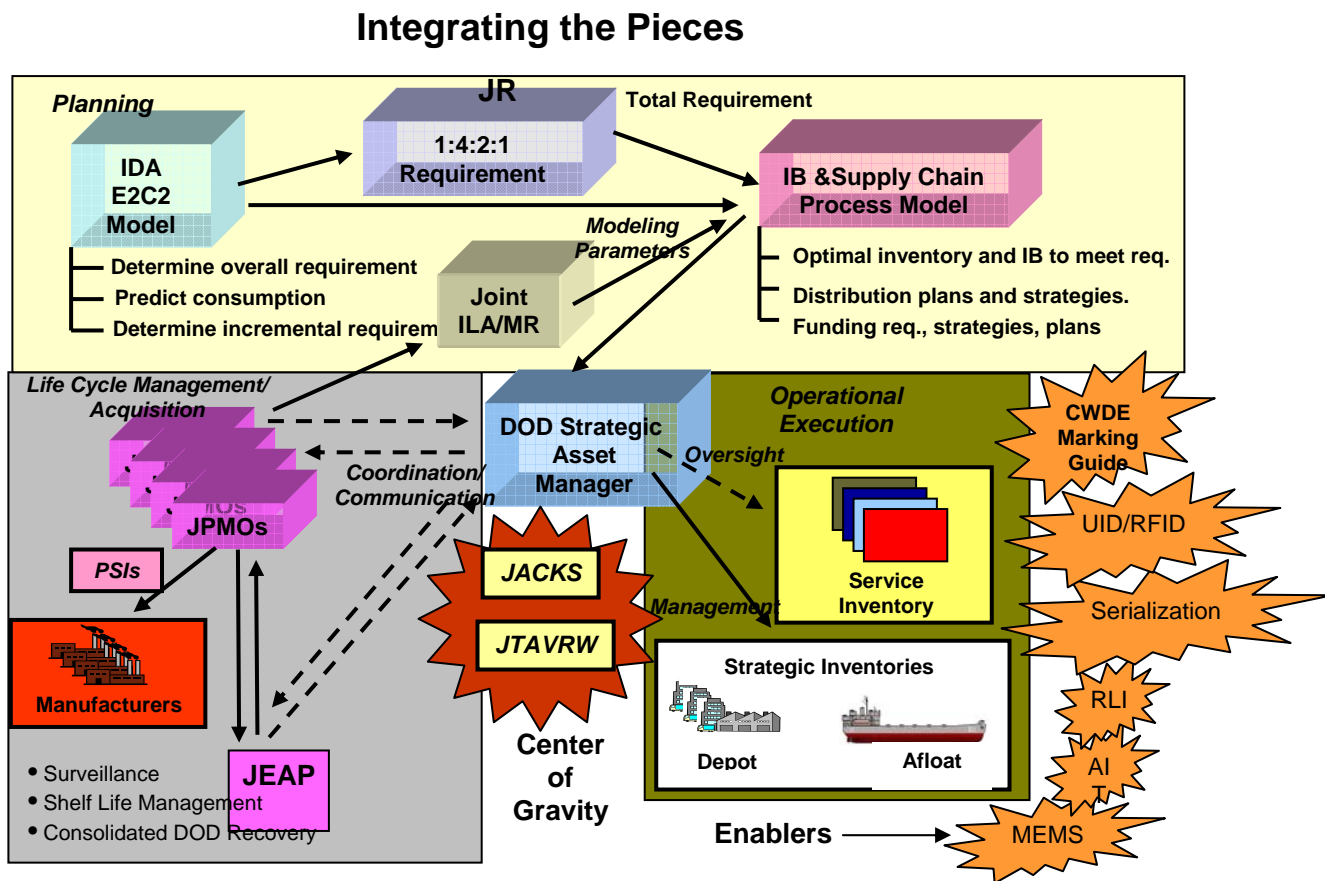 Integrating the Pieces
Planning
JR
Total Requirement
IDA
E2C2
Model
1:4:2:1
Requirement
IB &Supply Chain
Process Model
Modeling
Parameters
Determine overall requirement
Predict consumption
Determine incremental requirem
Joint
ILA/MR
Optimal inventory and IB to meet req.
Distribution plans and strategies.
Funding req., strategies, plans
Life Cycle Management/
Acquisition
JPMOs
Coordination/
Communication
DOD Strategic
Asset
Manager
Operational
Execution
Oversight
Management
PSIs
Manufacturers
JEAP
• Surveillance
• Shelf Life Management
• Consolidated DOD Recovery
JACKS
JTAVRW
Center
of
Gravity
Service
Inventory
Strategic Inventories
Depot
Afloat
CWDE
Marking
Guide
UID/RFID
Serialization
RLI
AI
T
MEMS
Enablers